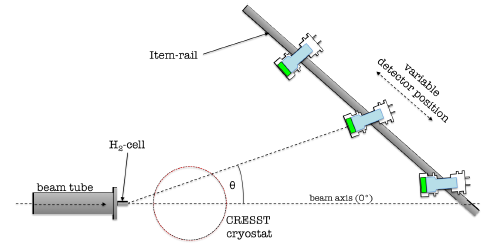 Item-rail
variable
detector position
H₂-cell
beam tube
θ
beam axis (0°)
CRESST
cryostat